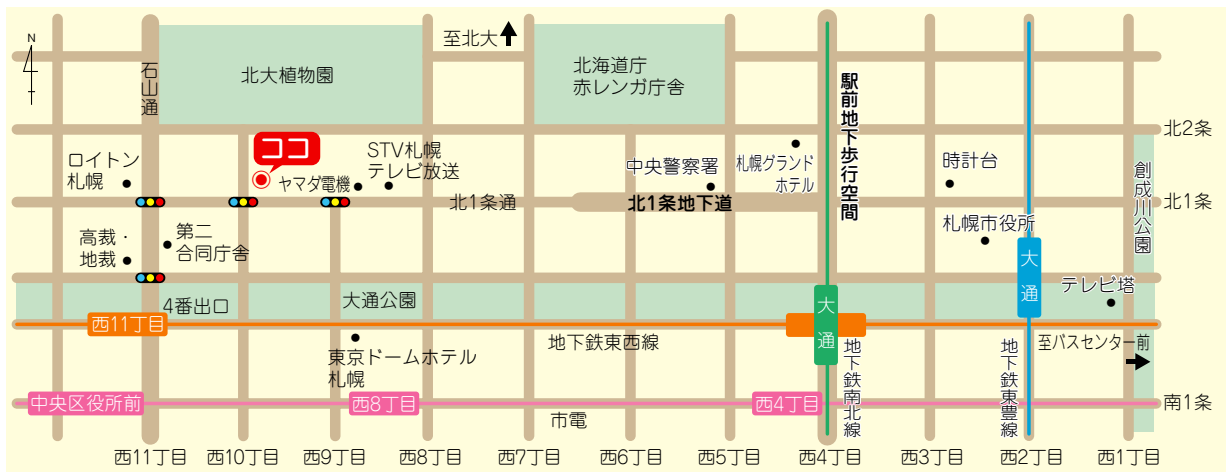 N
至北大
石山通
北大植物園
北海道庁
赤レンガ庁舎
駅前地下歩行空間
北2条
ココ
ロイトン
札幌
ヤマダ電機
STV札幌
テレビ放送
中央警察署
札幌グランド
ホテル
時計台
創成川公園
北1条通
北1条地下道
北1条
高裁・
地裁
第二
合同庁舎
札幌市役所
大通
4番出口
大通公園
大通
テレビ塔
西11丁目
東京ドームホテル
札幌
地下鉄東西線
地下鉄南北線
地下鉄東豊線
至バスセンター前
中央区役所前
西8丁目
市電
西4丁目
南1条
西11丁目
西10丁目
西9丁目
西8丁目
西7丁目
西6丁目
西5丁目
西4丁目
西3丁目
西2丁目
西1丁目